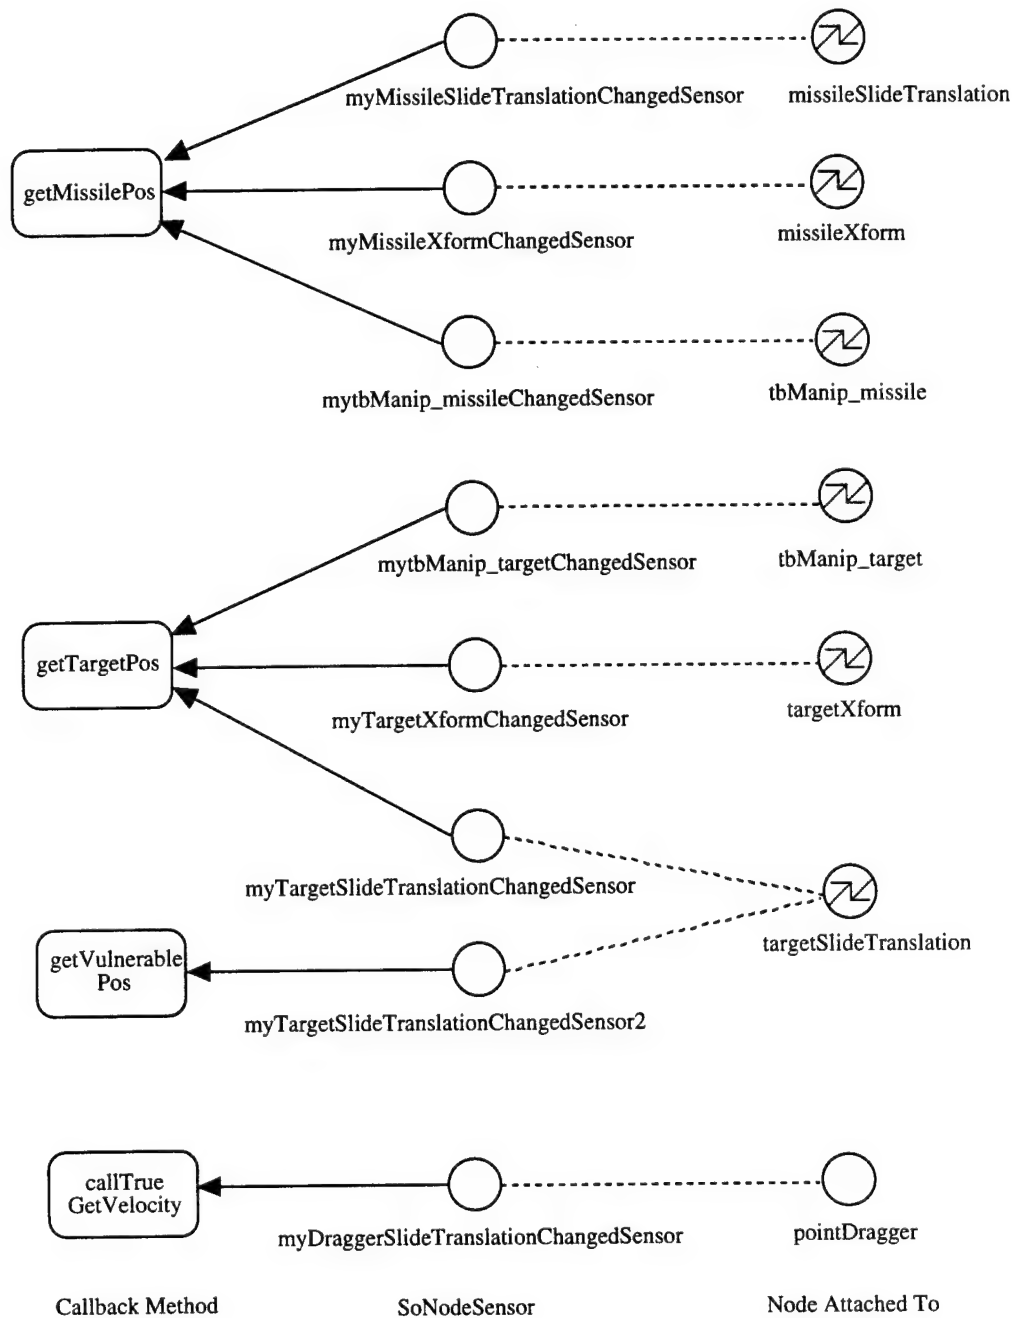 myMissileSlideTranslationChangedSensor missileSlideTranslation
getMissilePos
myMissileXformChangedSensor missileXform
mytbManip_missileChangedSensor tbManip_missile
mytbManip_targetChangedSensor tbManip_target
getTargetPos
myTargetXformChangedSensor targetXform
myTargetSlideTranslationChangedSensor
targetSlideTranslation
getVulnerable
Pos
myTargetSlideTranslationChangedSensor2
callTrue
GetVelocity
myDraggerSlideTranslationChangedSensor pointDragger
Callback Method SoNodeSensor Node Attached To